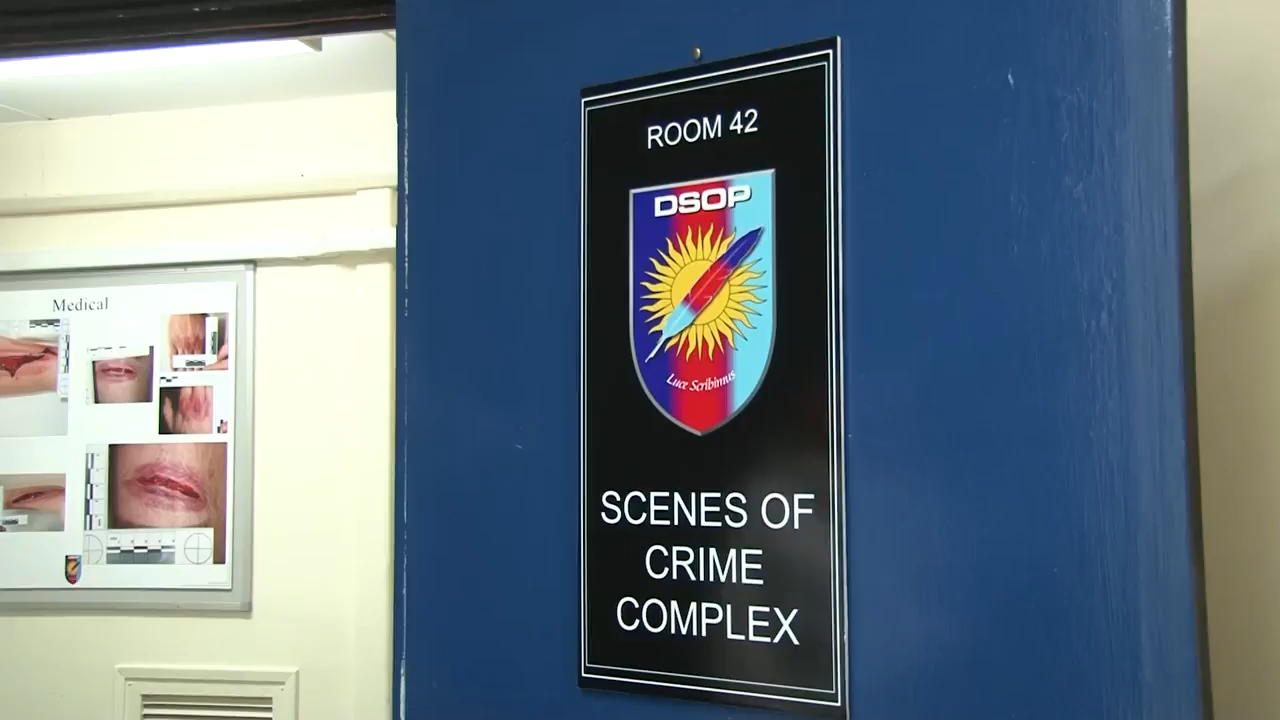 Medical
ROOM 42
DSOP
Luce Scribimus
SCENES OF
CRIME
COMPLEX